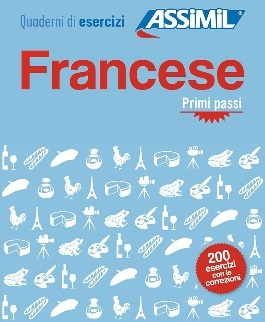 Quaderni di esercizi
ASSiMiL
Francese
Primi passi
200
esercizi
con le
correzioni